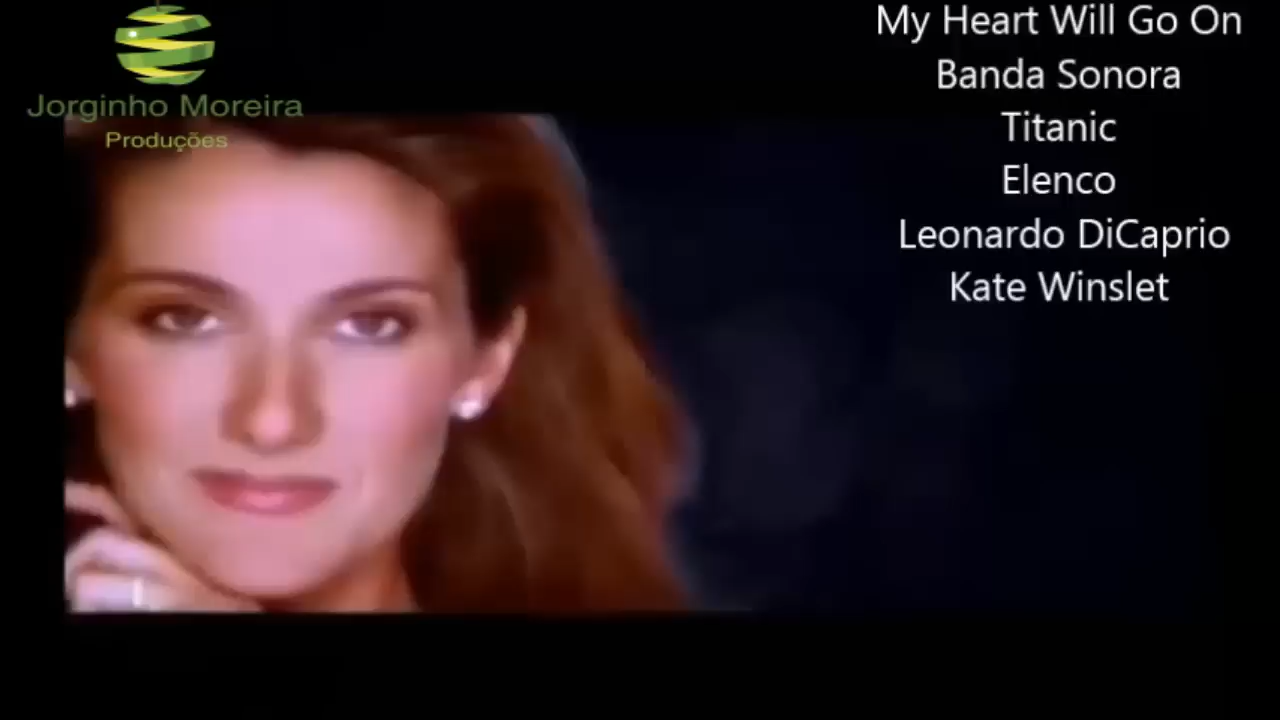 Jorginho Moreira
Produções
My Heart Will Go On
Banda Sonora
Titanic
Elenco
Leonardo DiCaprio
Kate Winslet